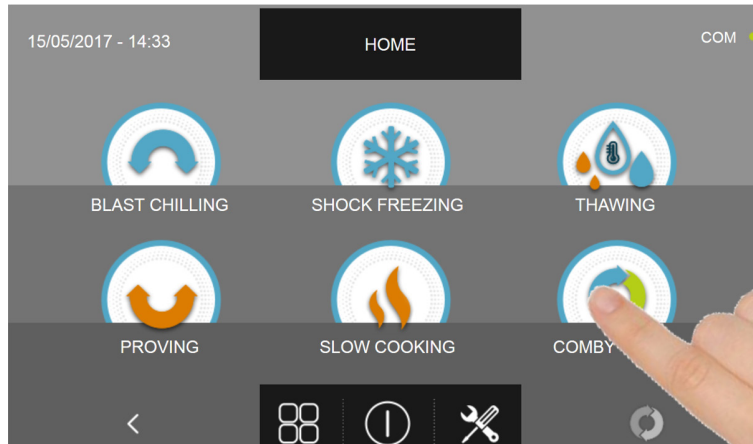 15/05/2017 - 14:33
HOME
COM
BLAST CHILLING
SHOCK FREEZING
THAWING
PROVING
SLOW COOKING
COMBY